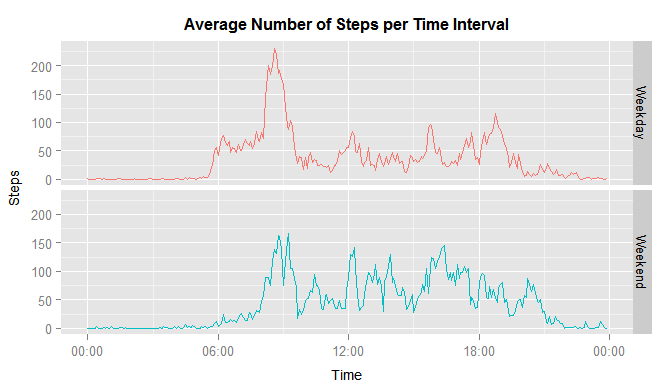 Average Number of Steps per Time Interval
Steps
200
150
100
50
0
Weekday
200
150
100
50
0
Weekend
00:00 06:00 12:00 18:00 00:00
Time